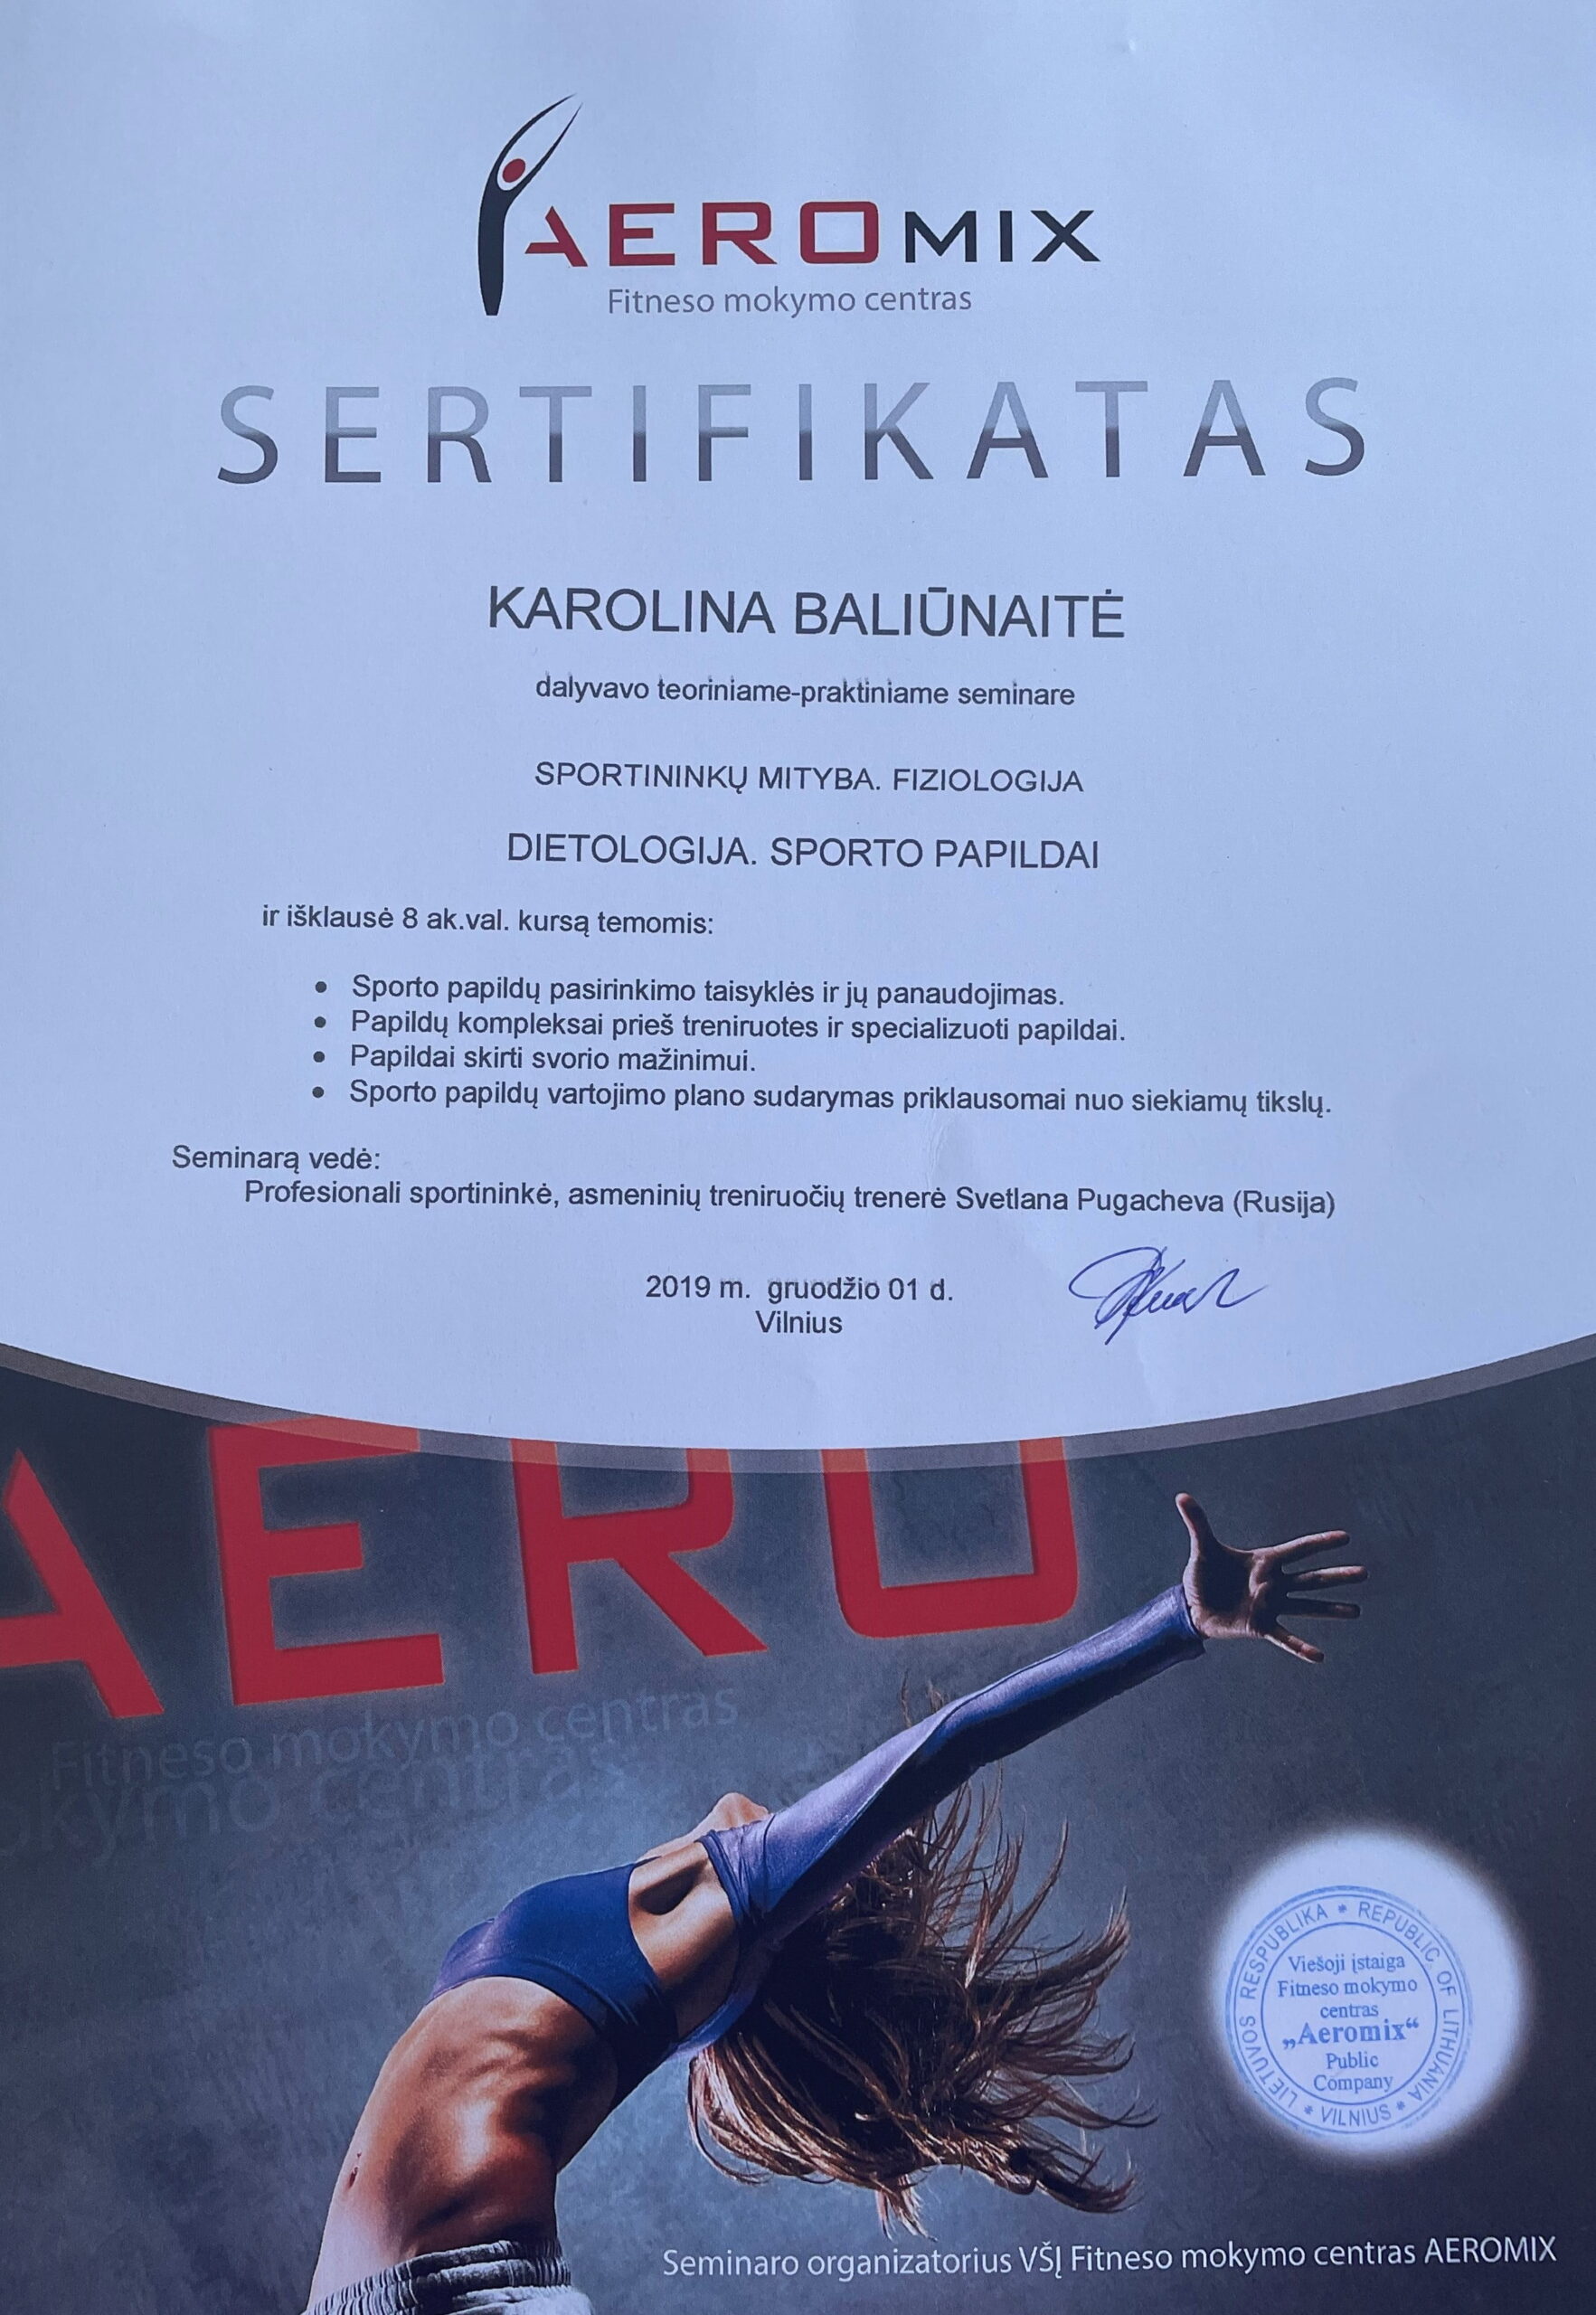 AEROMIX
Fitneso mokymo centras
SERTIFIKATAS
KAROLINA BALIŪNAITĖ
dalyvavo teoriniame-praktiniame seminare
SPORTININKŲ MITYBA. FIZIOLOGIJA
DIETOLOGIJA. SPORTO PAPILDAI
ir išklausė 8 ak.val. kursą temomis:
• Sporto papildų pasirinkimo taisyklės ir jų panaudojimas.
• Papildų kompleksai prieš treniruotes ir specializuoti papildai.
• Papildai skirti svorio mažinimui.
• Sporto papildų vartojimo plano sudarymas priklausomai nuo siekiamų tikslų.
Seminarą vedė:
Profesionali sportininkė, asmeninių treniruočių trenerė Svetlana Pugacheva (Rusija)
2019 m. gruodžio 01 d.
Vilnius
AERO
Fitneso mokymo centras
kymo centras
LIETUVOS RESPUBLIKA * REPUBLIC OF LITHUANIA * VILNIUS *
Viešoji įstaiga
Fitneso mokymo
centras
„Aeromix“
Public
Company
Seminaro organizatorius VŠĮ Fitneso mokymo centras AEROMIX